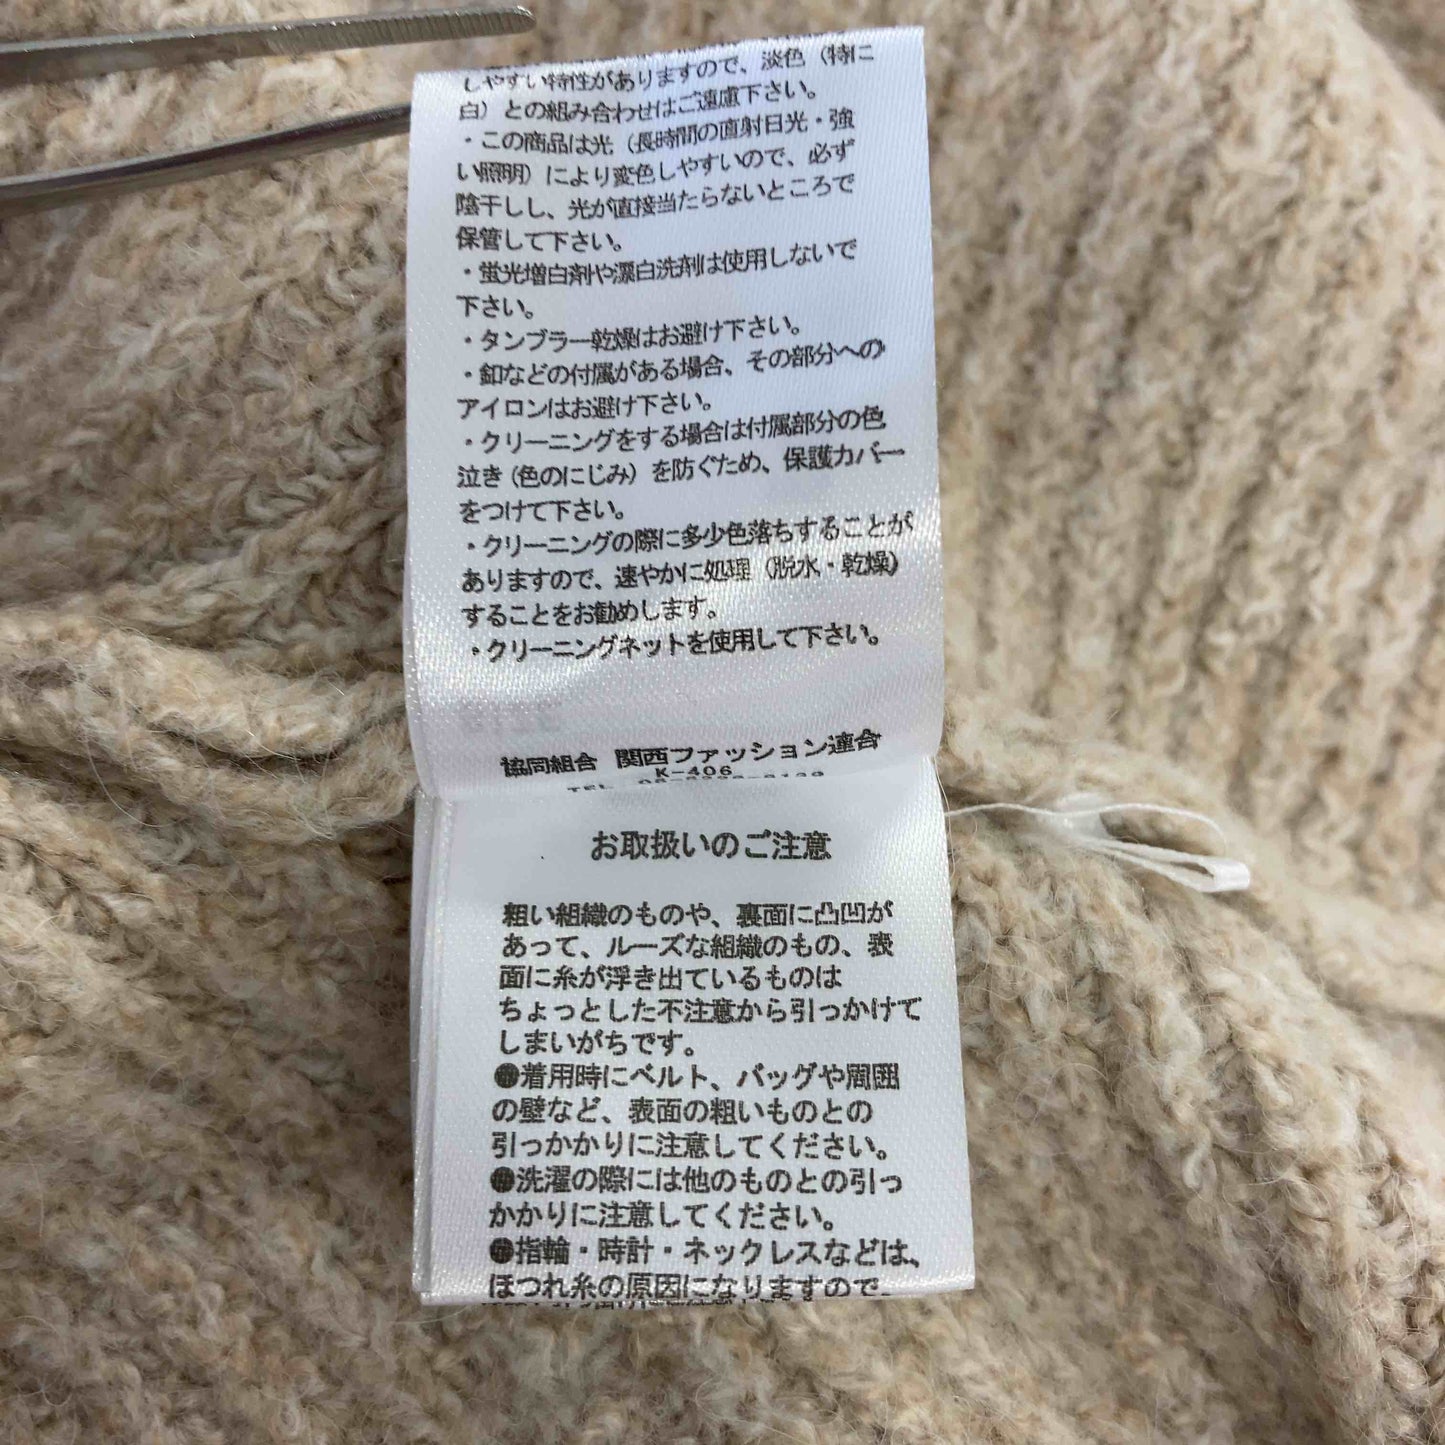 しやすい特性がありますので、淡色（特に
白）との組み合わせはご遠慮下さい。
・この商品は光（長時間の直射日光・強
い照明）により変色しやすいので、必ず
陰干しし、光が直接当たらないところで
保管して下さい。
・蛍光増白剤や漂白洗剤は使用しないで
下さい。
・タンブラー乾燥はお避け下さい。
・釦などの付属がある場合、その部分への
アイロンはお避け下さい。
・クリーニングをする場合は付属部分の色
泣き（色のにじみ）を防ぐため、保護カバー
をつけて下さい。
・クリーニングの際に多少色落ちすることが
ありますので、速やかに処理（脱水・乾燥）
することをお勧めします。
・クリーニングネットを使用して下さい。
協同組合 関西ファッション連合
K-406
TEL
お取扱いのご注意
粗い組織のものや、裏面に凸凹が
あって、ルーズな組織のもの、表
面に糸が浮き出ているものは
ちょっとした不注意から引っかけて
しまいがちです。
●着用時にベルト、バッグや周囲
の壁など、表面の粗いものとの
引っかかりに注意してください。
●洗濯の際には他のものとの引っ
かかりに注意してください。
●指輪・時計・ネックレスなどは、
ほつれ糸の原因になりますので